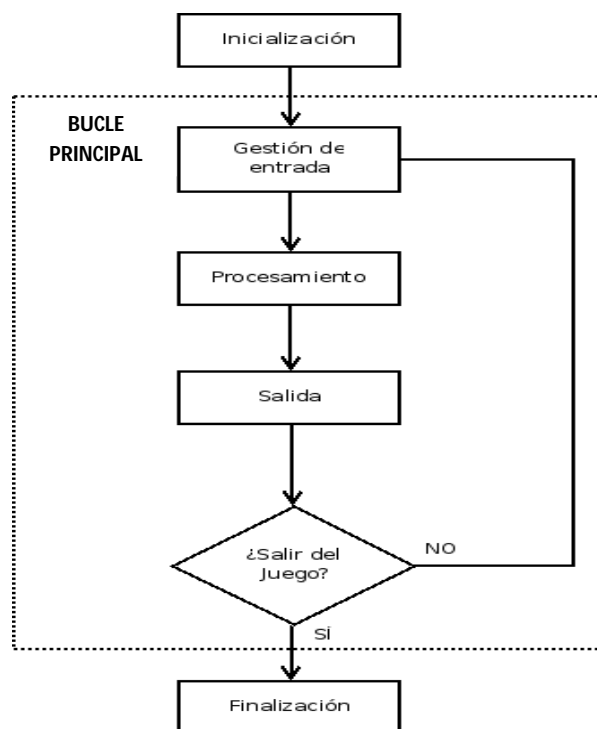 Inicialización
BUCLE
PRINCIPAL
Gestión de
entrada
Procesamiento
Salida
¿Salir del
Juego?
NO
SÍ
Finalización